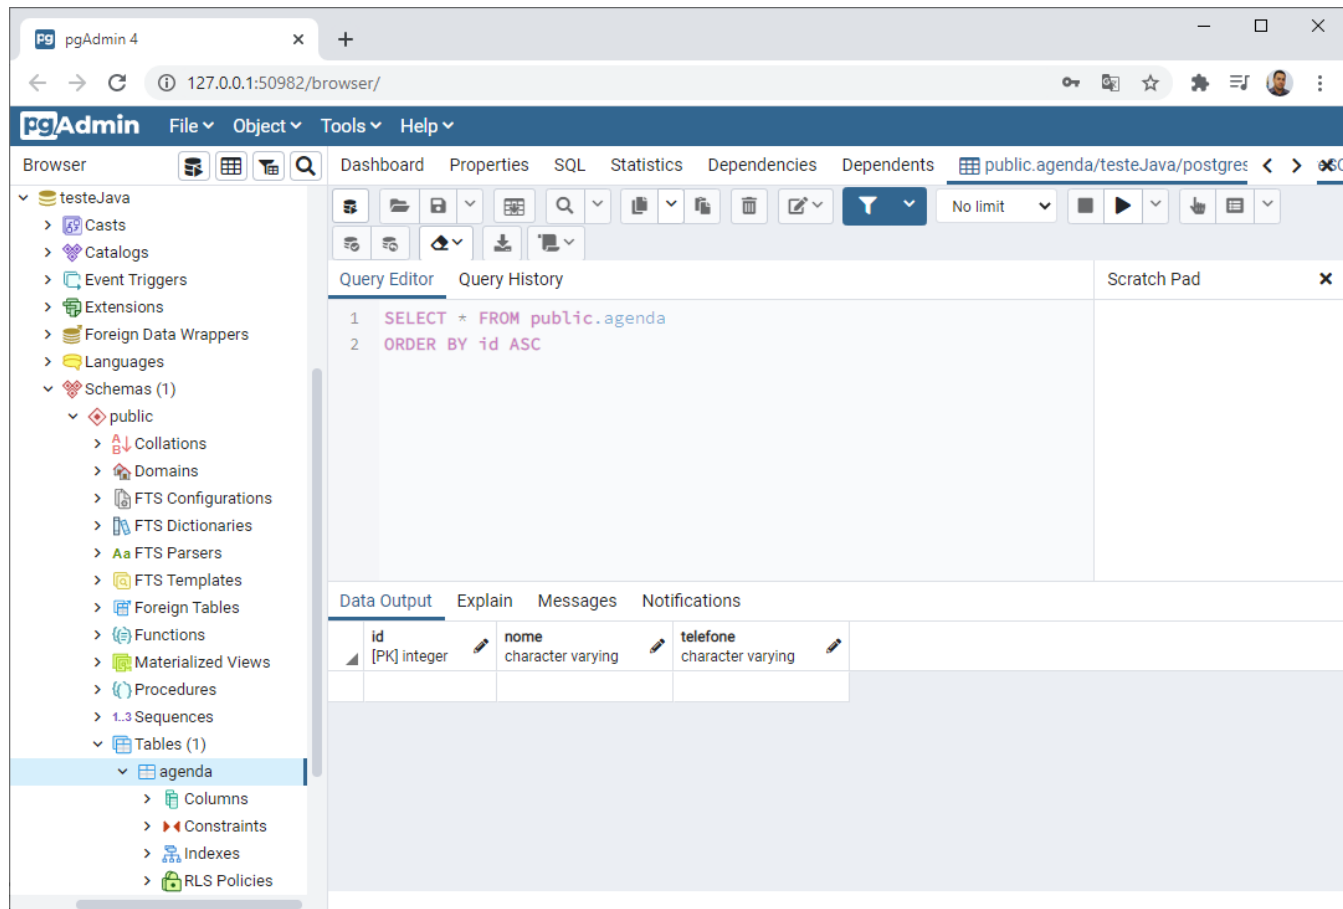 pgAdmin 4
127.0.0.1:50982/browser/
pgAdmin File Object Tools Help
Browser
Dashboard Properties SQL Statistics Dependencies Dependents public.agenda/testeJava/postgres
No limit
testeJava
Casts
Catalogs
Event Triggers
Extensions
Foreign Data Wrappers
Languages
Schemas (1)
public
Collations
Domains
FTS Configurations
FTS Dictionaries
Aa FTS Parsers
FTS Templates
Foreign Tables
Functions
Materialized Views
Procedures
1..3 Sequences
Tables (1)
agenda
Columns
Constraints
Indexes
RLS Policies
Query Editor Query History
Scratch Pad
1 SELECT * FROM public.agenda
2 ORDER BY id ASC
Data Output Explain Messages Notifications
id nome telefone
[PK] integer character varying character varying